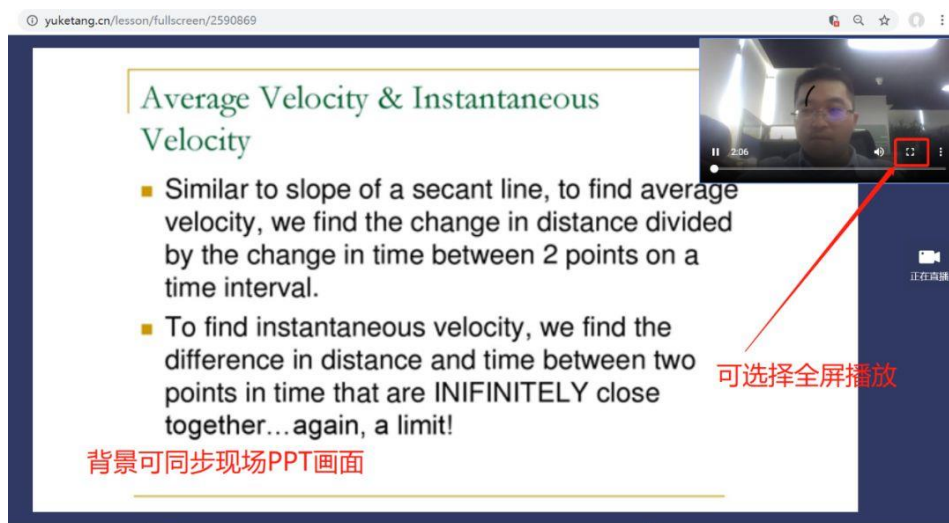 yuketang.cn/lesson/fullscreen/2590869
Average Velocity & Instantaneous
Velocity
2:06
Similar to slope of a secant line, to find average
velocity, we find the change in distance divided
by the change in time between 2 points on a
time interval.
正在直播
To find instantaneous velocity, we find the
difference in distance and time between two
points in time that are INIFINITELY close
together...again, a limit!
可选择全屏播放
背景可同步现场PPT画面